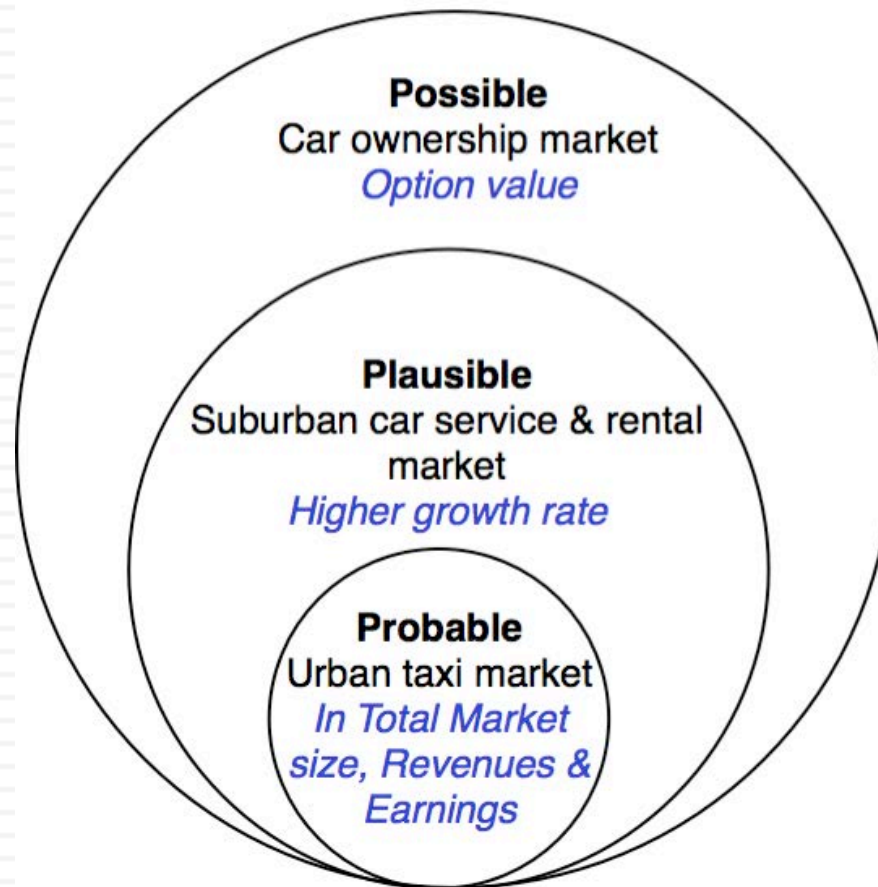 Possible
Car ownership market
Option value
Plausible
Suburban car service & rental
market
Higher growth rate
Probable
Urban taxi market
In Total Market
size, Revenues &
Earnings